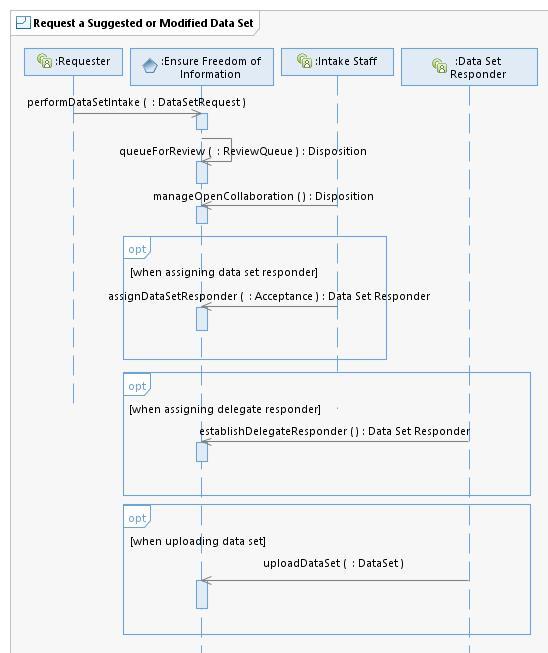 Request a Suggested or Modified Data Set
:Requester
:Ensure Freedom of
Information
:Intake Staff
:Data Set
Responder
performDataSetIntake ( : DataSetRequest )
queueForReview ( : ReviewQueue ) : Disposition
manageOpenCollaboration () : Disposition
opt
[when assigning data set responder]
assignDataSetResponder ( : Acceptance ) : Data Set Responder
opt
[when assigning delegate responder]
establishDelegateResponder () : Data Set Responder
opt
[when uploading data set]
uploadDataSet ( : DataSet )